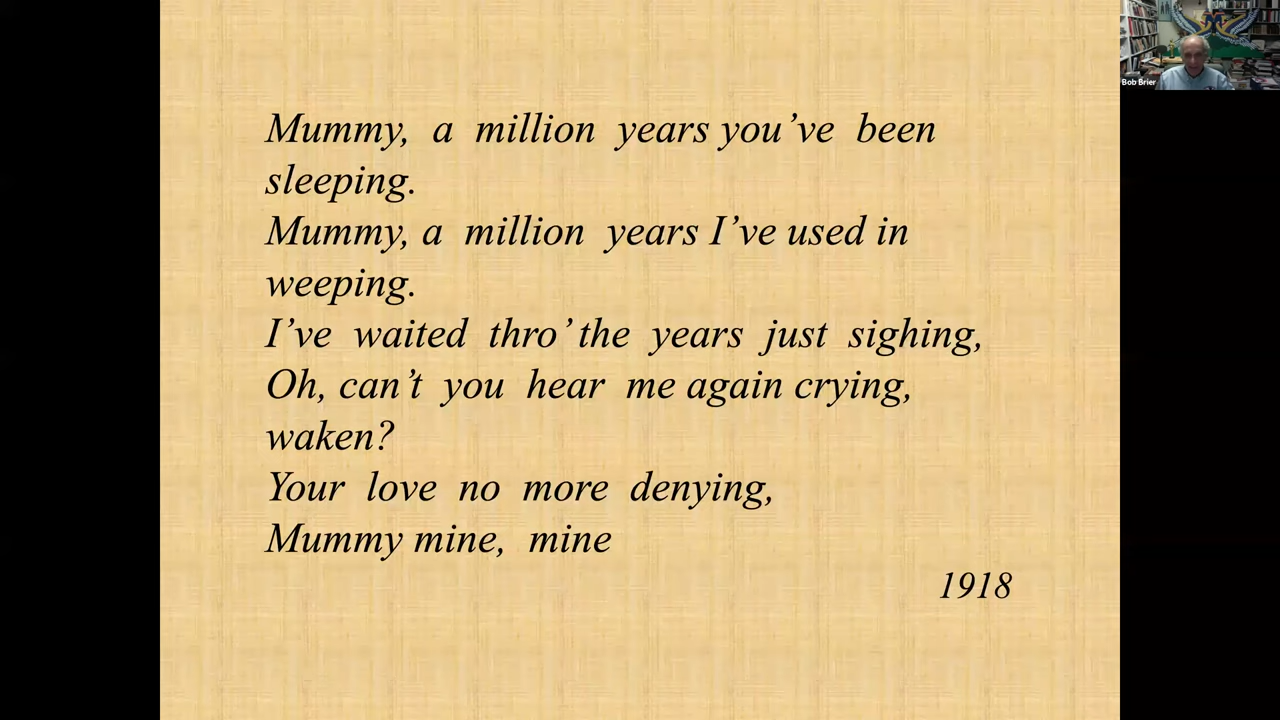 Mummy, a million years you've been
sleeping.
Mummy, a million years I've used in
weeping.
I've waited thro' the years just sighing,
Oh, can't you hear me again crying,
waken?
Your love no more denying,
Mummy mine, mine
1918
Bob Brier